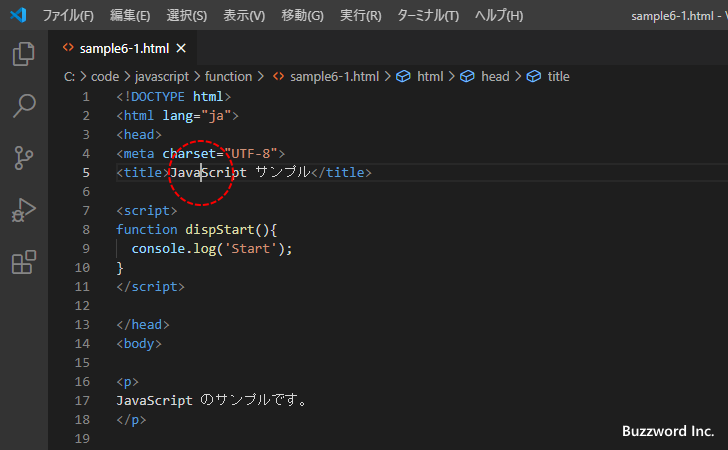 ファイル(F) 編集(E) 選択(S) 表示(V) 移動(G) 実行(R) ターミナル(T) ヘルプ(H) sample6-1.html - V
<> sample6-1.html ×
C: > code > javascript > function > <> sample6-1.html > html > head > title
1 <!DOCTYPE html>
2 <html lang="ja">
3 <head>
4 <meta charset="UTF-8">
5 <title>JavaScript サンプル</title>
6
7 <script>
8 function dispStart(){
9 console.log('Start');
10 }
11 </script>
12
13 </head>
14 <body>
15
16 <p>
17 JavaScript のサンプルです。
18 </p>
19
Buzzword Inc.